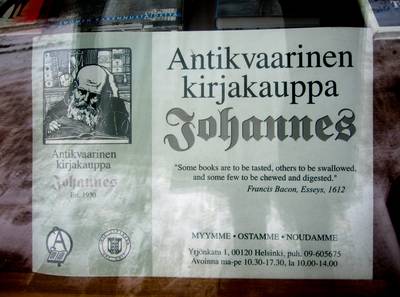 Antikvaarinen
kirjakauppa
Johannes
Est. 1930
Antikvaarinen
kirjakauppa
Johannes
"Some books are to be tasted, others to be swallowed,
and some few to be chewed and digested."
Francis Bacon, Esseys, 1612
MYYMME • OSTAMME • NOUDAMME
Yrjönkatu 1, 00120 Helsinki, puh. 09-605675
Avoinna ma-pe 10.30-17.30, la 10.00-14.00